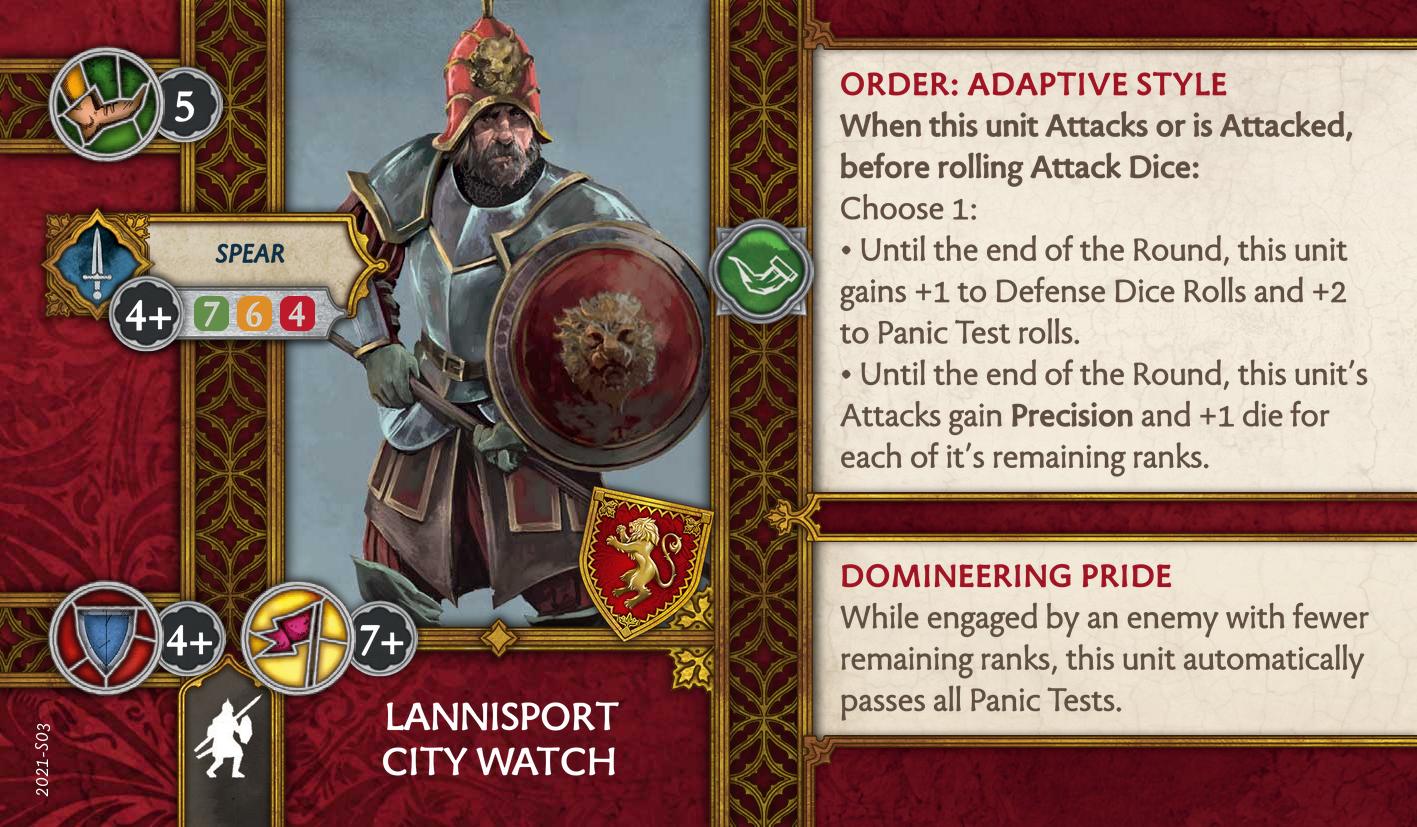 5
SPEAR
4+ 7 6 4
4+ 7+
LANNISPORT
CITY WATCH
2021-S03
ORDER: ADAPTIVE STYLE
When this unit Attacks or is Attacked,
before rolling Attack Dice:
Choose 1:
• Until the end of the Round, this unit
gains +1 to Defense Dice Rolls and +2
to Panic Test rolls.
• Until the end of the Round, this unit’s
Attacks gain Precision and +1 die for
each of it’s remaining ranks.
DOMINEERING PRIDE
While engaged by an enemy with fewer
remaining ranks, this unit automatically
passes all Panic Tests.